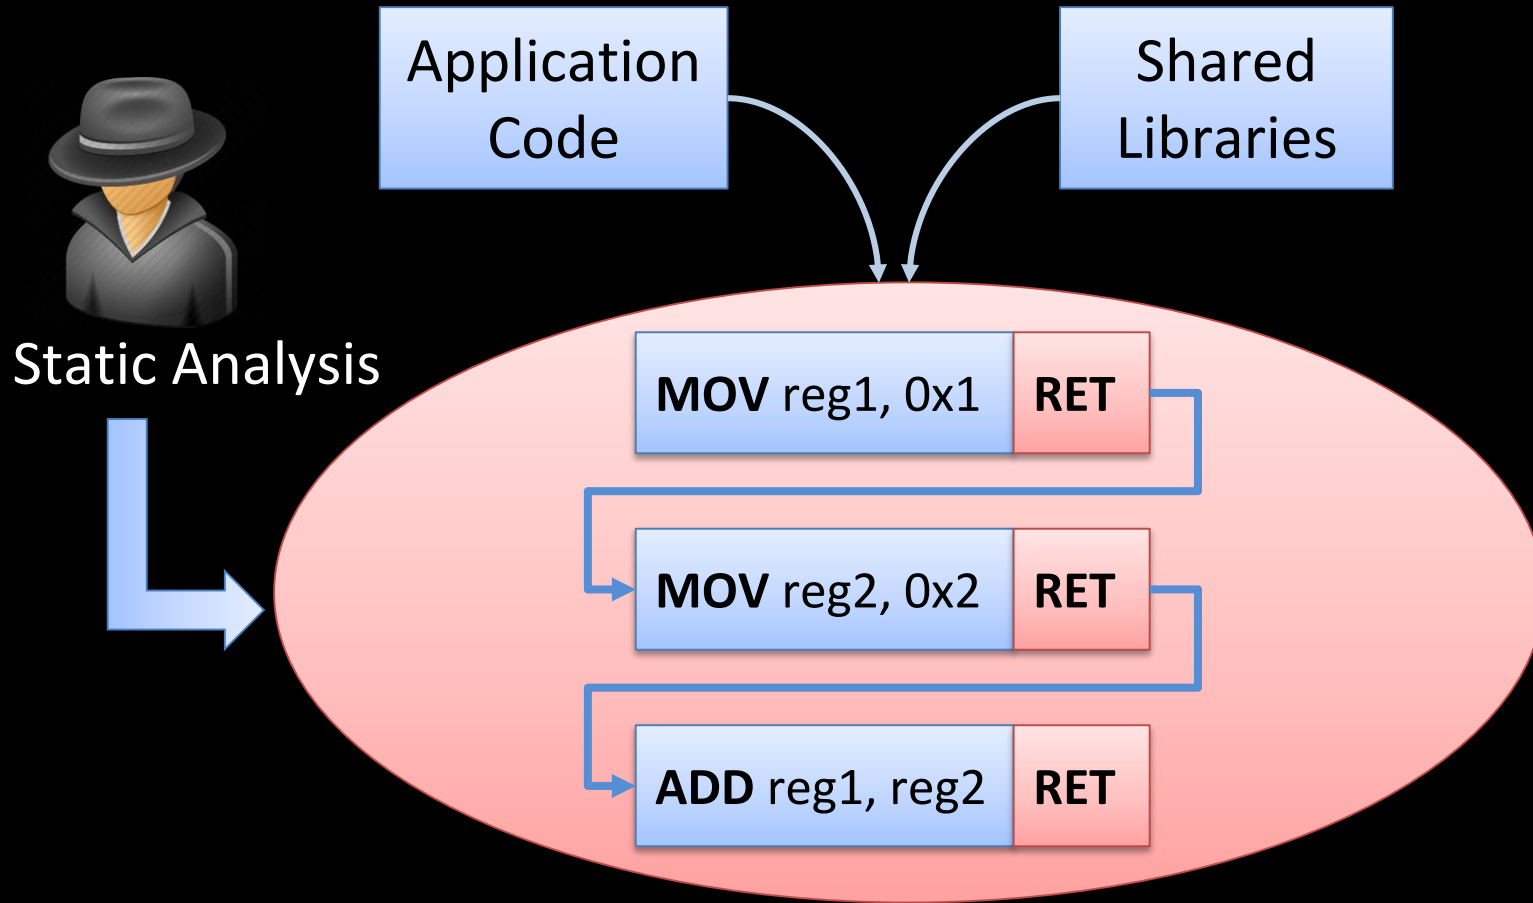 Application
Code
Shared
Libraries
Static Analysis
MOV reg1, 0x1 RET
MOV reg2, 0x2 RET
ADD reg1, reg2 RET